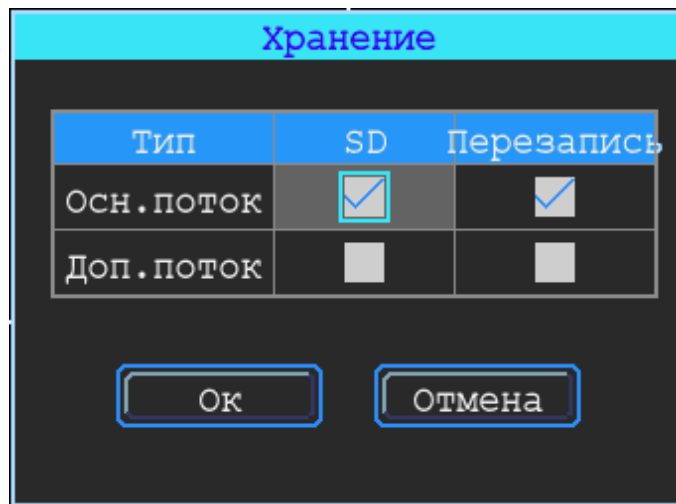 Хранение
Тип SD Перезапись
Осн.поток
Доп.поток
Ок Отмена